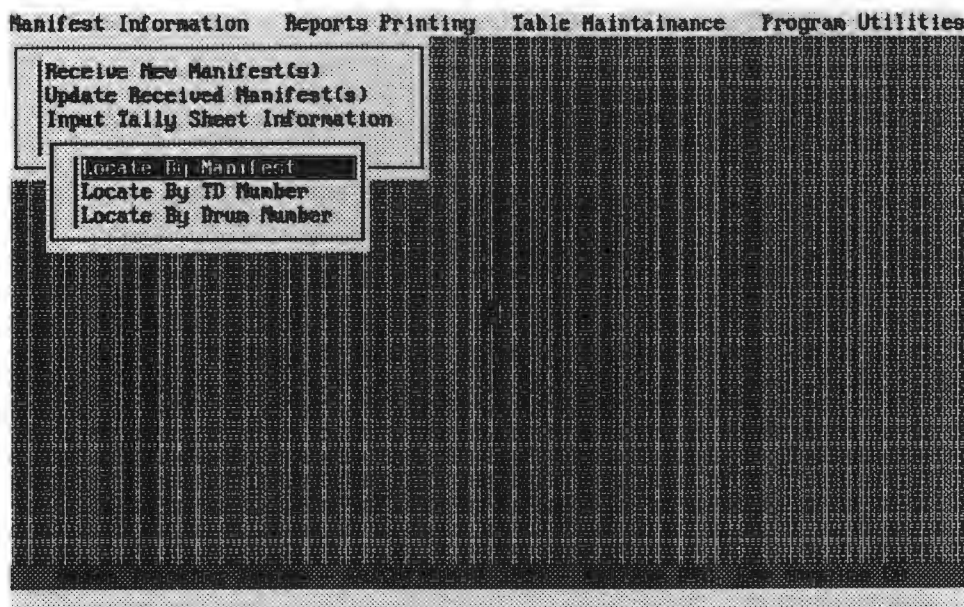 Manifest Information Reports Printing Table Maintainance Program Utilities
Receive New Manifest(s)
Update Received Manifest(s)
Input Tally Sheet Information
Locate By Manifest
Locate By TD Number
Locate By Drum Number